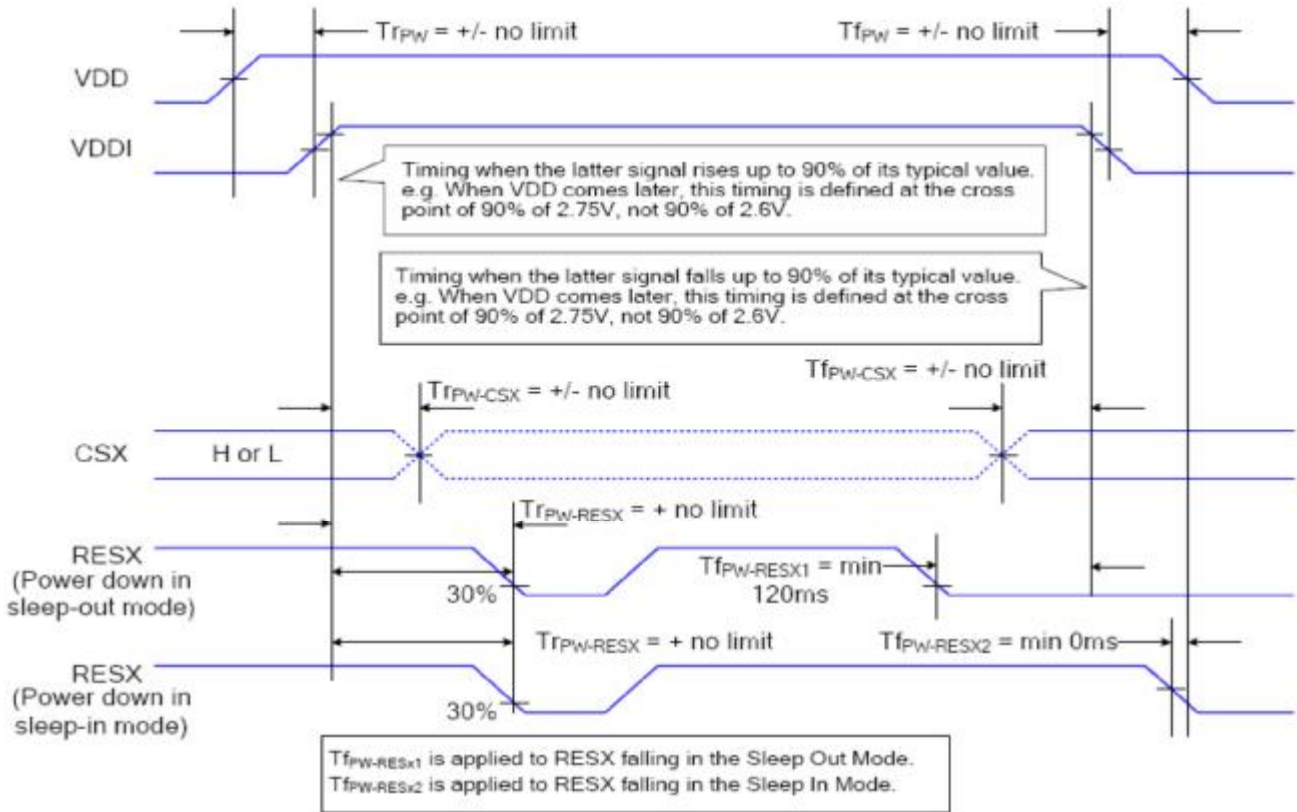 TrPW = +/- no limit
TfPW = +/- no limit
VDD
VDDI
Timing when the latter signal rises up to 90% of its typical value.
e.g. When VDD comes later, this timing is defined at the cross
point of 90% of 2.75V, not 90% of 2.6V.
Timing when the latter signal falls up to 90% of its typical value.
e.g. When VDD comes later, this timing is defined at the cross
point of 90% of 2.75V, not 90% of 2.6V.
TrPW-CSX = +/- no limit
TfPW-CSX = +/- no limit
CSX
H or L
TrPW-RESX = + no limit
RESX
(Power down in
sleep-out mode)
30%
TfPW-RESX1 = min
120ms
TrPW-RESX = + no limit
TfPW-RESX2 = min 0ms
RESX
(Power down in
sleep-in mode)
30%
TfPW-RESx1 is applied to RESX falling in the Sleep Out Mode.
TfPW-RESx2 is applied to RESX falling in the Sleep In Mode.